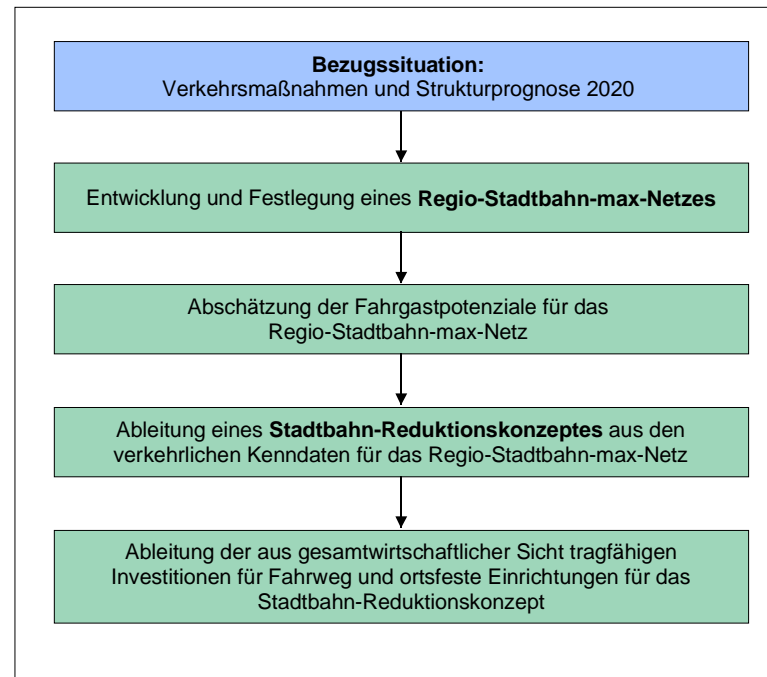 Bezugssituation:
Verkehrsmaßnahmen und Strukturprognose 2020
Entwicklung und Festlegung eines Regio-Stadtbahn-max-Netzes
Abschätzung der Fahrgastpotenziale für das
Regio-Stadtbahn-max-Netz
Ableitung eines Stadtbahn-Reduktionskonzeptes aus den
verkehrlichen Kenndaten für das Regio-Stadtbahn-max-Netz
Ableitung der aus gesamtwirtschaftlicher Sicht tragfähigen
Investitionen für Fahrweg und ortsfeste Einrichtungen für das
Stadtbahn-Reduktionskonzept